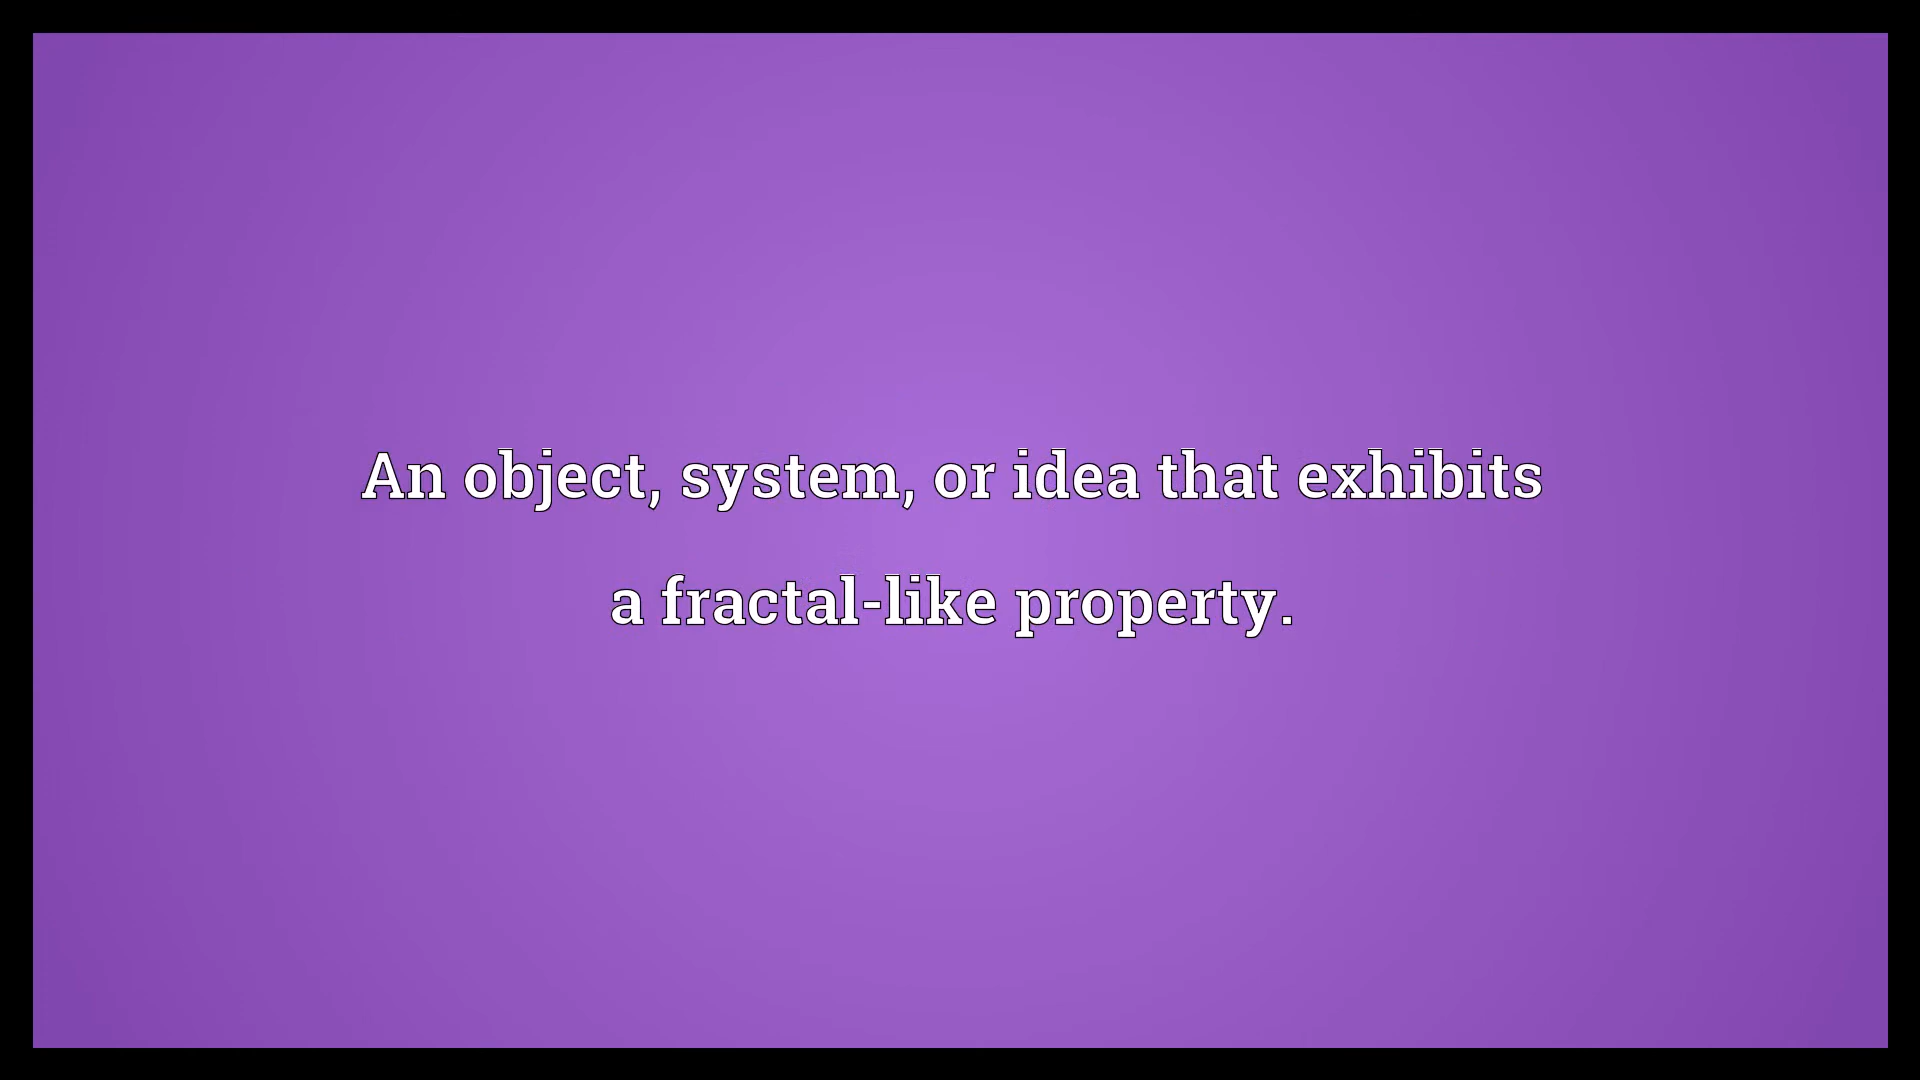 An object, system, or idea that exhibits
a fractal-like property.